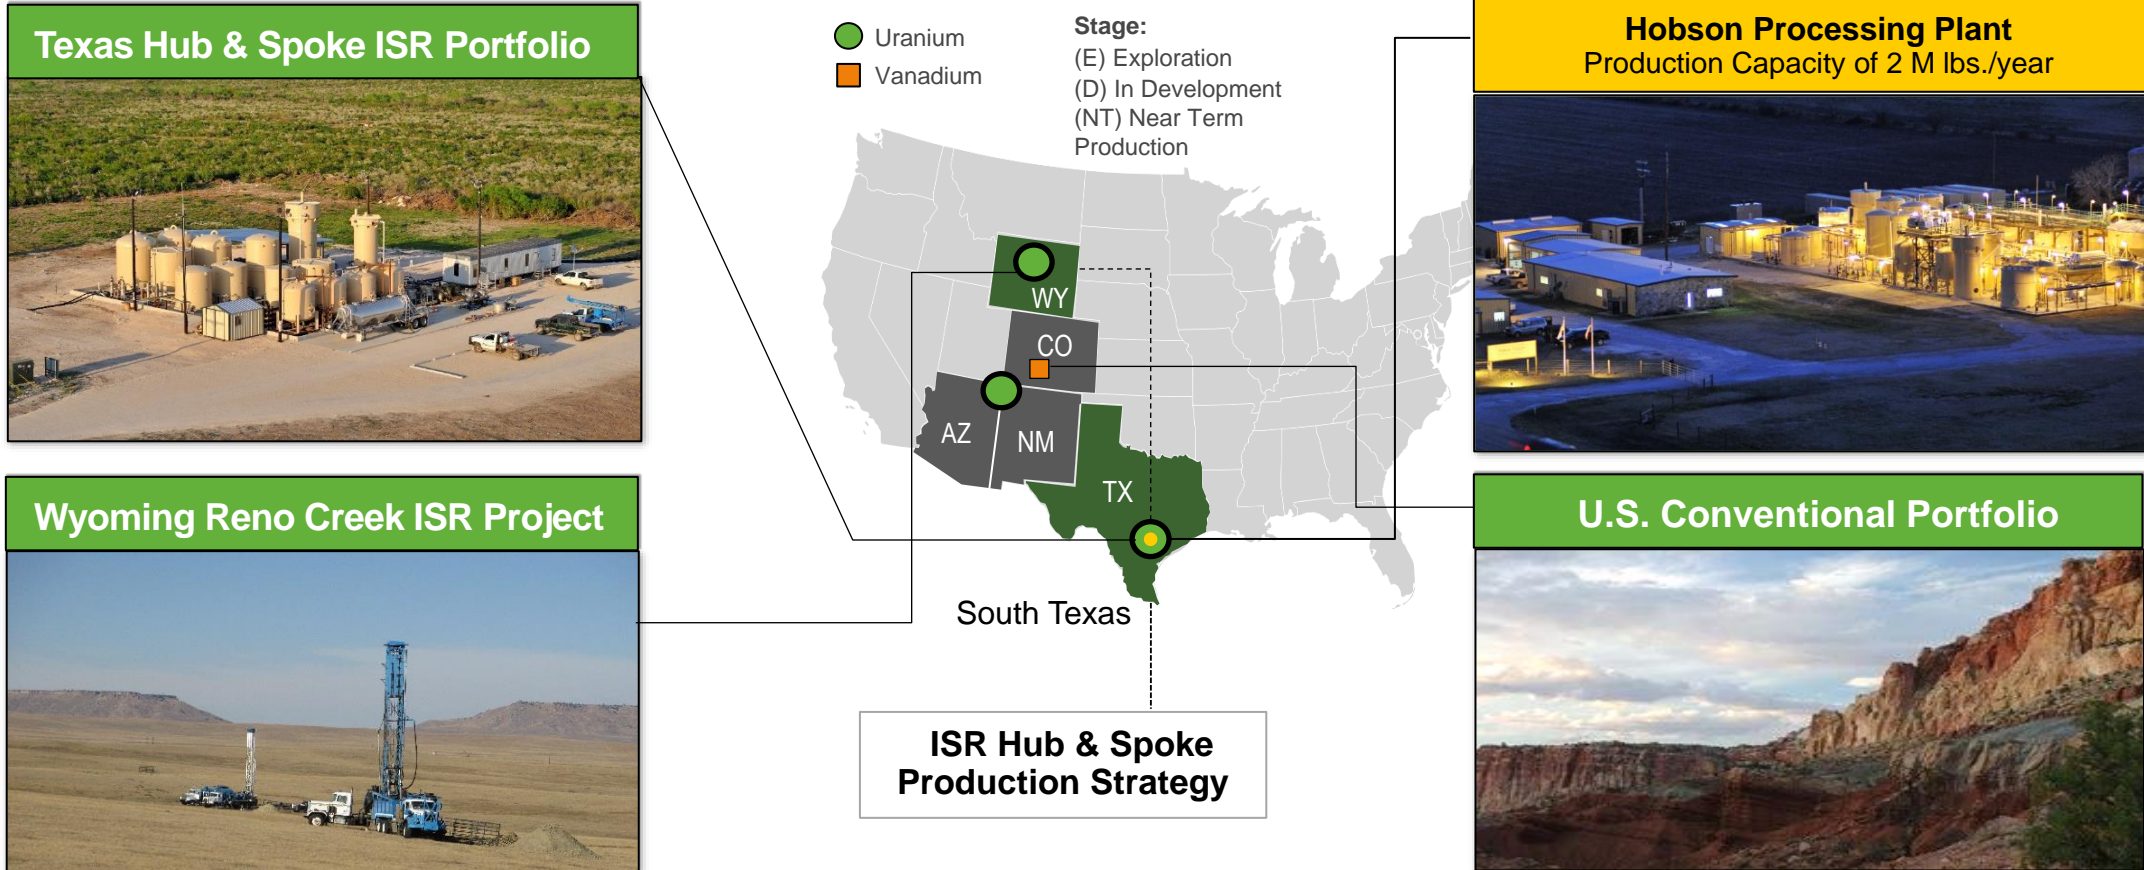 Texas Hub & Spoke ISR Portfolio
Uranium
Vanadium
Stage:
(E) Exploration
(D) In Development
(NT) Near Term
Production
Hobson Processing Plant
Production Capacity of 2 M lbs./year
WY
CO
AZ
NM
TX
South Texas
Wyoming Reno Creek ISR Project
U.S. Conventional Portfolio
ISR Hub & Spoke
Production Strategy